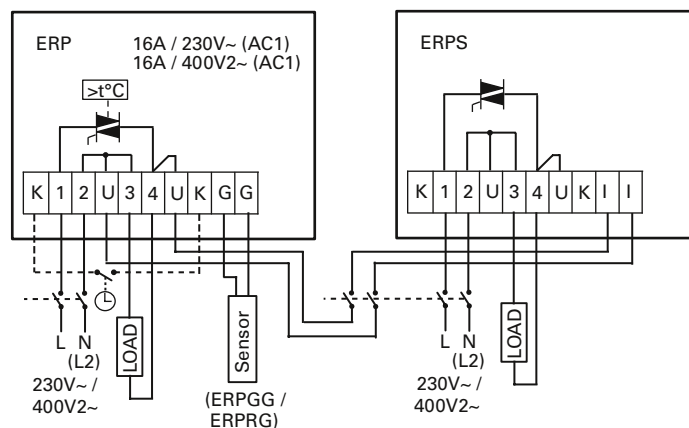 ERP
16A / 230V~ (AC1)
16A / 400V2~ (AC1)
>t°C
K 1 2 U 3 4 U K G G
L N
(L2)
230V~ /
400V2~
LOAD
Sensor
(ERPGG /
ERPRG)
ERPS
K 1 2 U 3 4 U K I I
L N
(L2)
230V~ /
400V2~
LOAD